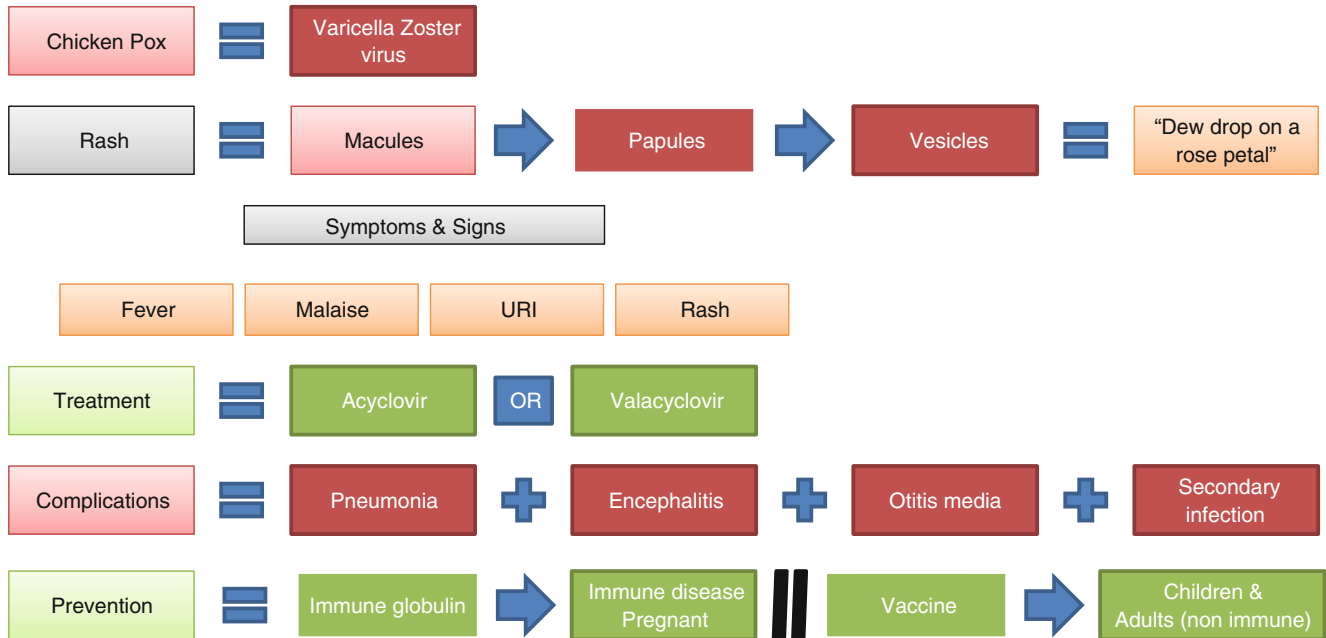 Chicken Pox
Varicella Zoster
virus
Rash
Macules
Papules
Vesicles
“Dew drop on a
rose petal”
Symptoms & Signs
Fever
Malaise
URI
Rash
Treatment
Acyclovir
OR
Valacyclovir
Complications
Pneumonia
Encephalitis
Otitis media
Secondary
infection
Prevention
Immune globulin
Immune disease
Pregnant
Vaccine
Children &
Adults (non immune)